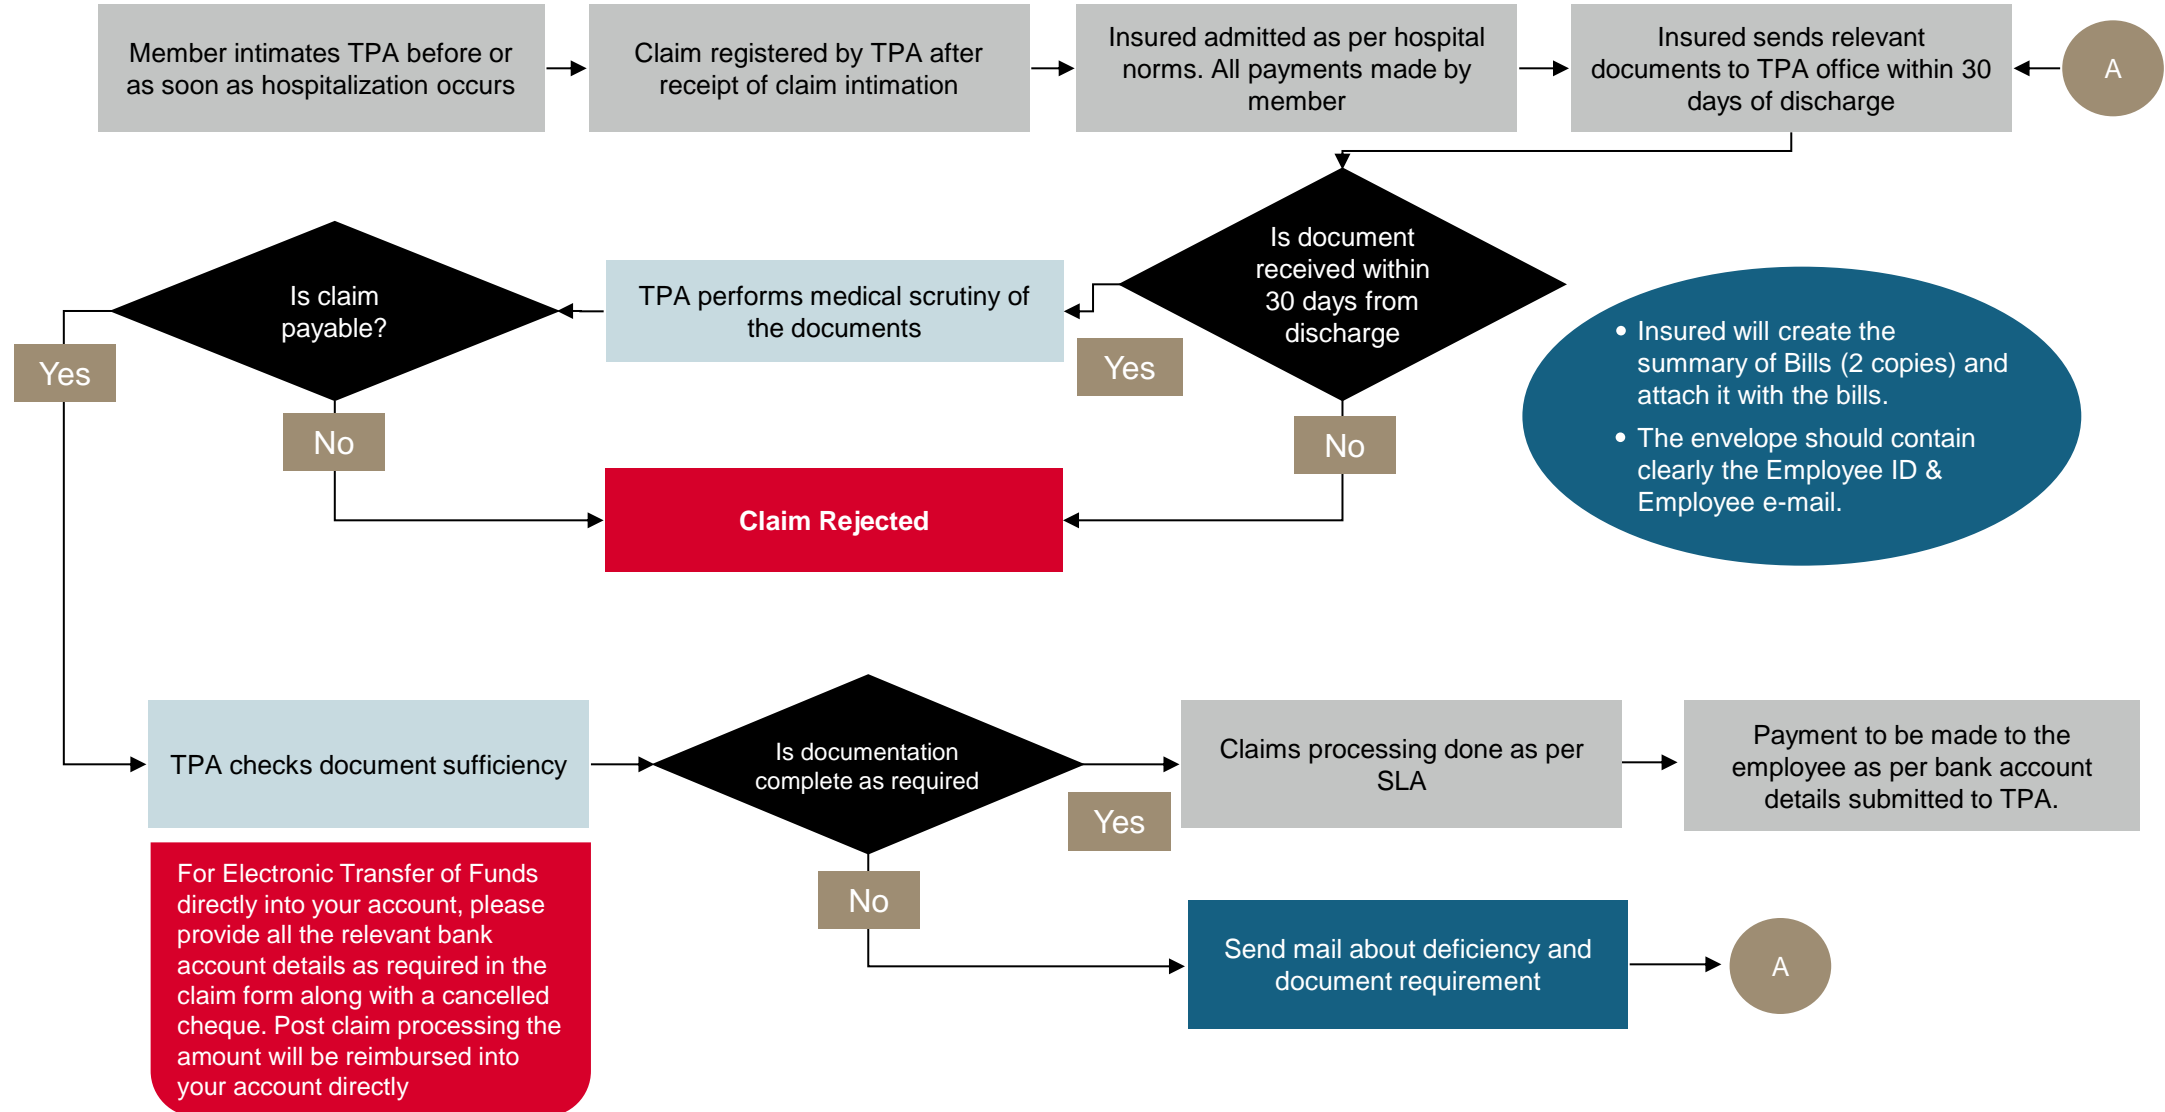 Member intimates TPA before or
as soon as hospitalization occurs
Claim registered by TPA after
receipt of claim intimation
Insured admitted as per hospital
norms. All payments made by
member
Insured sends relevant
documents to TPA office within 30
days of discharge
A
Is claim
payable?
TPA performs medical scrutiny of
the documents
Is document
received within
30 days from
discharge
Yes
Yes
No
No
Claim Rejected
• Insured will create the
summary of Bills (2 copies) and
attach it with the bills.
• The envelope should contain
clearly the Employee ID &
Employee e-mail.
TPA checks document sufficiency
Is documentation
complete as required
Claims processing done as per
SLA
Payment to be made to the
employee as per bank account
details submitted to TPA.
Yes
No
For Electronic Transfer of Funds
directly into your account, please
provide all the relevant bank
account details as required in the
claim form along with a cancelled
cheque. Post claim processing the
amount will be reimbursed into
your account directly
Send mail about deficiency and
document requirement
A